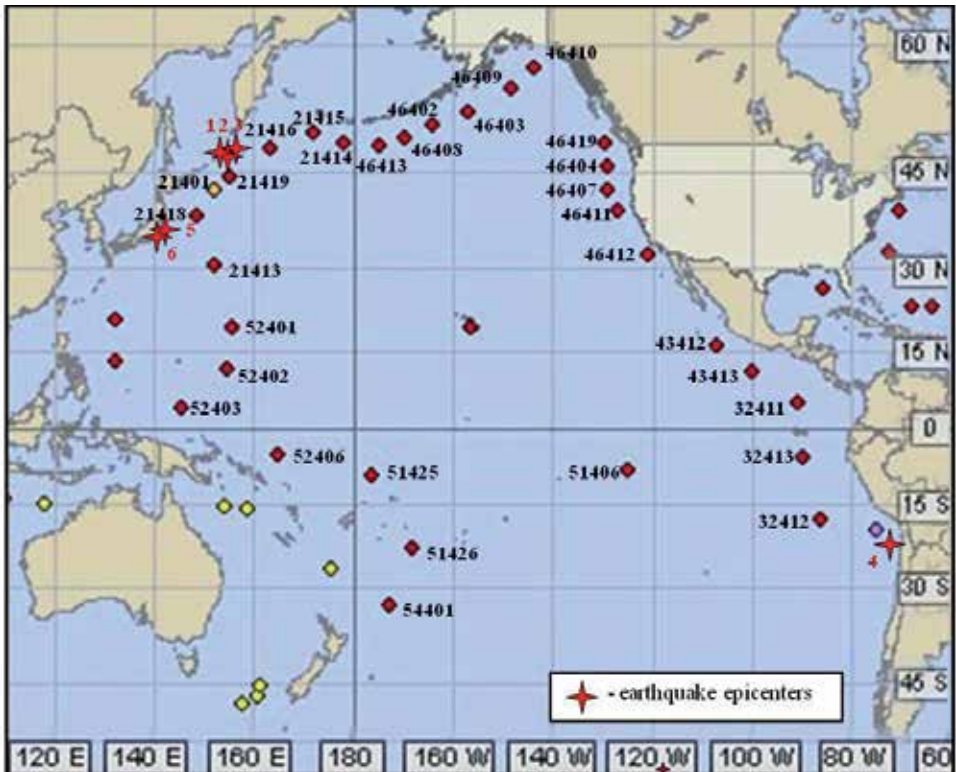 60 N
46410
46409
46402
46403
21415
21416
1 2 3
21414
46413
46408
46419
46404
46407
46411
46412
45 N
21401
21419
21418
5
6
21413
30 N
52401
52402
52403
15 N
43412
43413
32411
0
52406
51425
51406
32413
15 S
32412
4
51426
30 S
54401
- earthquake epicenters
45 S
120 E
140 E
160 E
180
160 W
140 W
120 W
100 W
80 W
60